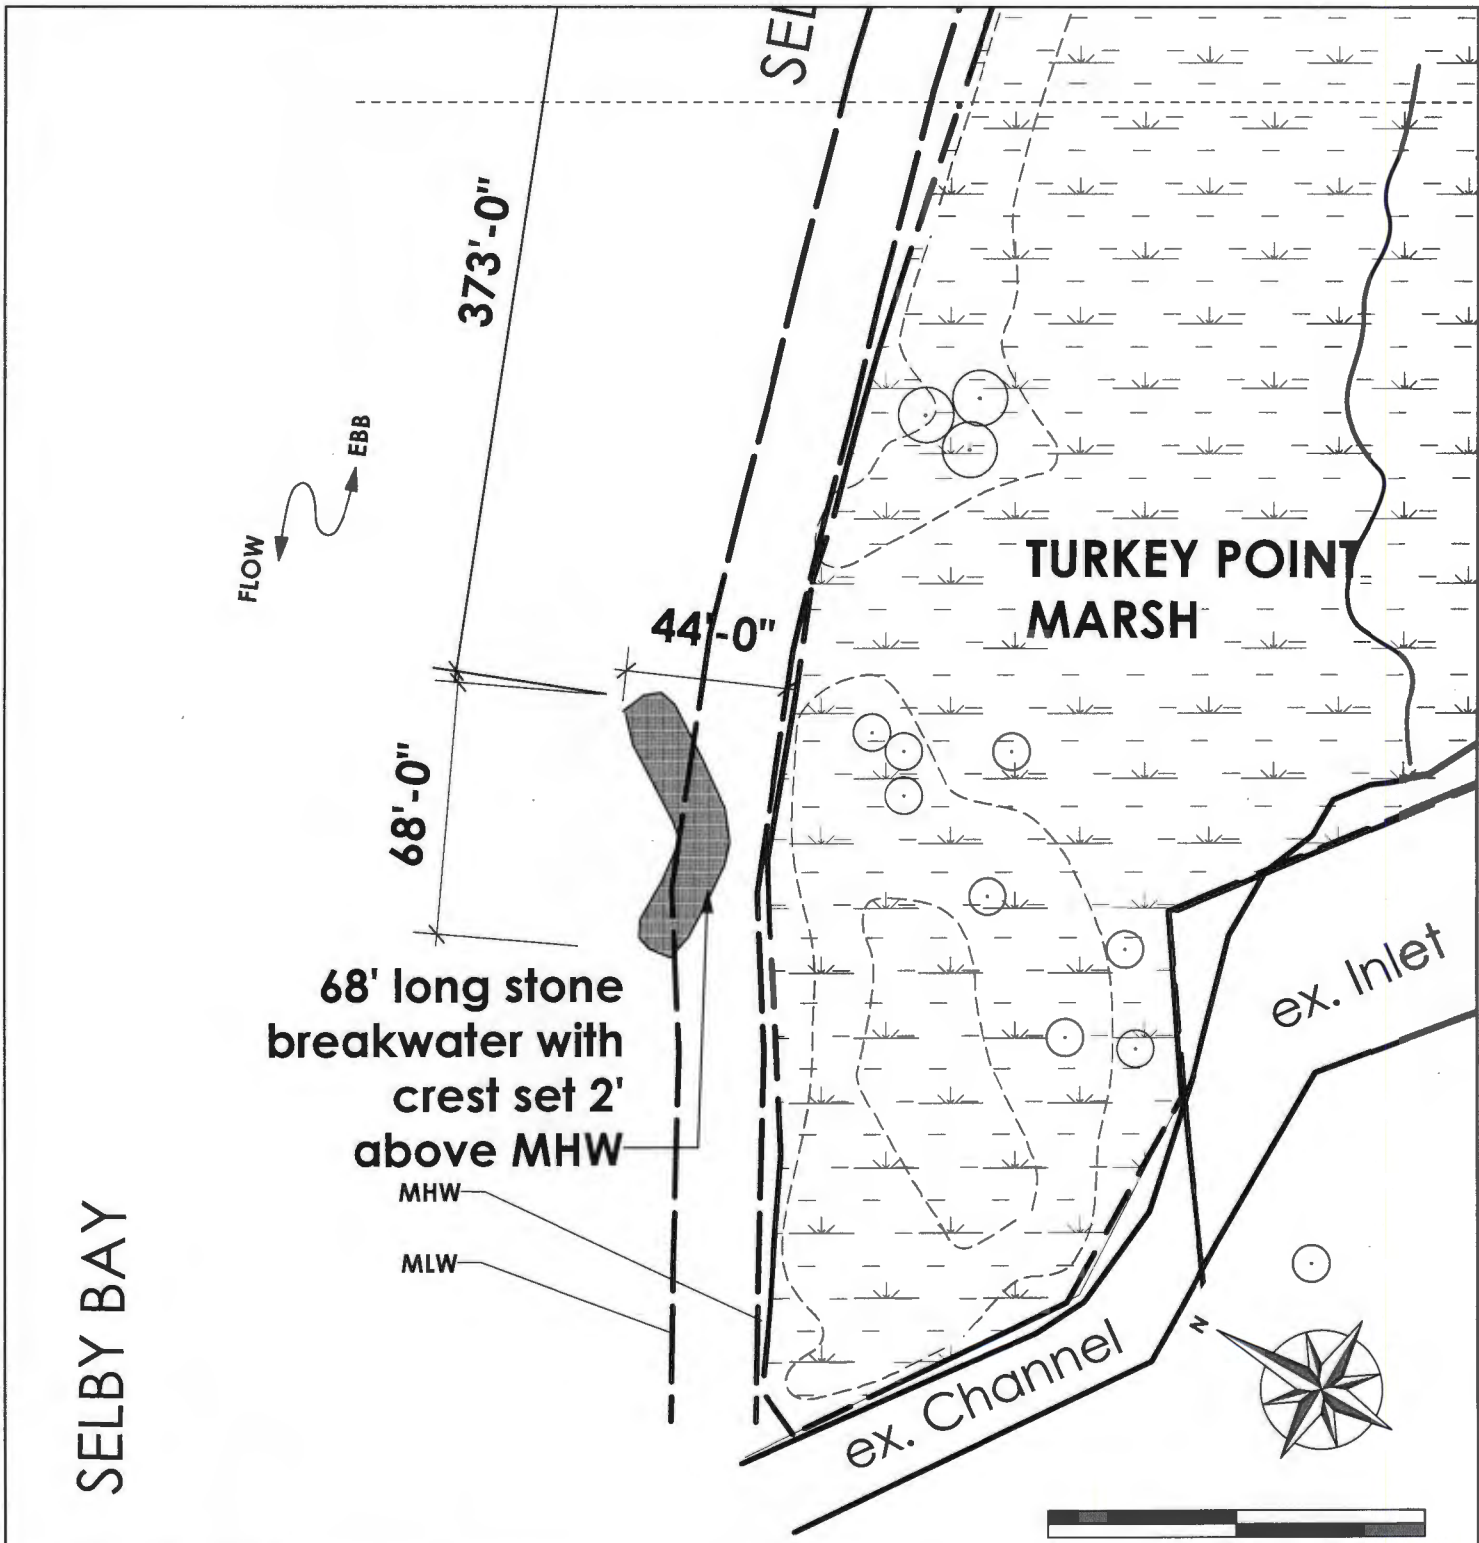 SEL
373'-0"
EBB
FLOW
44'-0"
TURKEY POINT
MARSH
68'-0"
68' long stone
breakwater with
crest set 2'
above MHW
MHW
MLW
SELBY BAY
ex. Inlet
ex. Channel
N